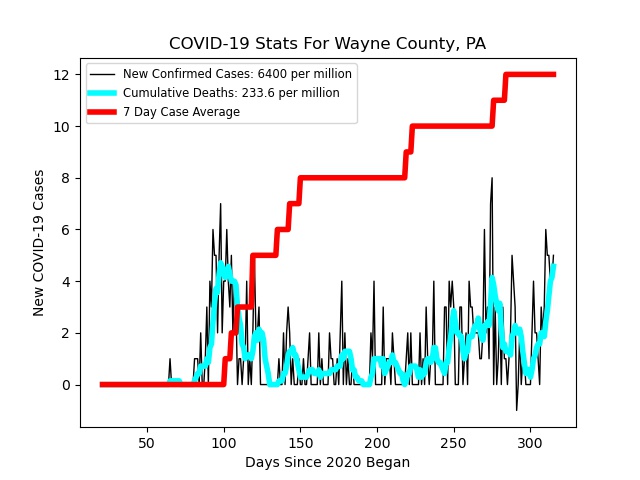 COVID-19 Stats For Wayne County, PA
New Confirmed Cases: 6400 per million
Cumulative Deaths: 233.6 per million
7 Day Case Average
12
10
8
6
4
2
0
New COVID-19 Cases
50 100 150 200 250 300
Days Since 2020 Began